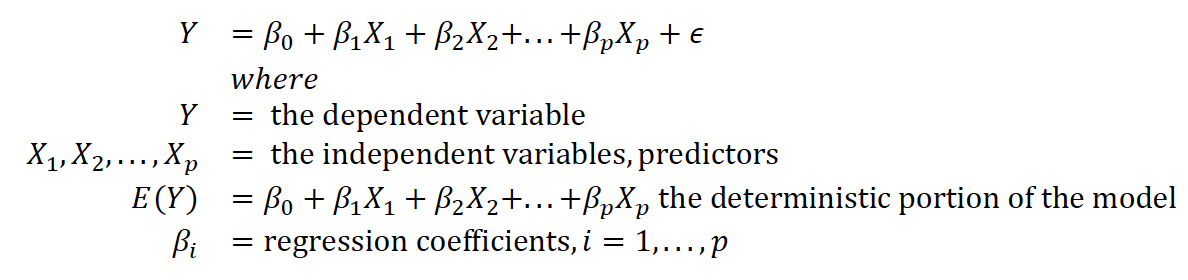 Y = β₀ + β₁X₁ + β₂X₂+...+βₚXₚ + ϵ
where
Y = the dependent variable
X₁, X₂, ..., Xₚ = the independent variables, predictors
E(Y) = β₀ + β₁X₁ + β₂X₂+...+βₚXₚ the deterministic portion of the model
βᵢ = regression coefficients, i = 1, ..., p